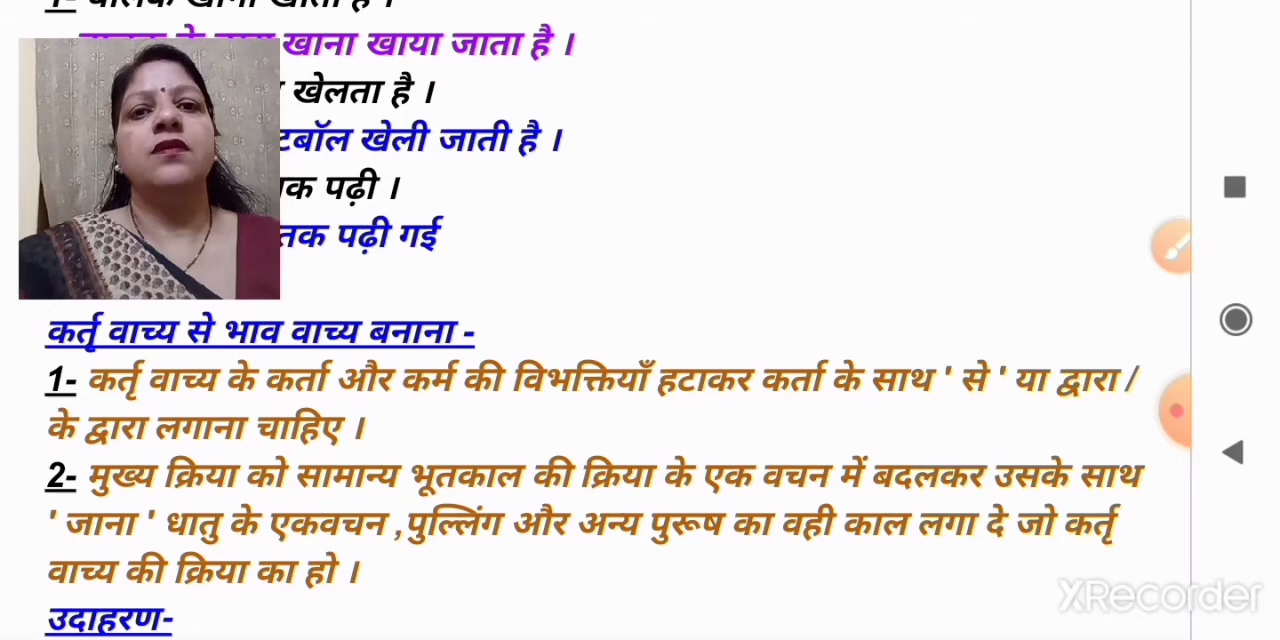 खाना खाया जाता है ।
खेलता है ।
टबॉल खेली जाती है ।
क पढ़ी ।
तक पढ़ी गई
कर्तृ वाच्य से भाव वाच्य बनाना -
1- कर्तृ वाच्य के कर्ता और कर्म की विभक्तियाँ हटाकर कर्ता के साथ ' से ' या द्वारा /
के द्वारा लगाना चाहिए ।
2- मुख्य क्रिया को सामान्य भूतकाल की क्रिया के एक वचन में बदलकर उसके साथ
' जाना ' धातु के एकवचन ,पुल्लिंग और अन्य पुरूष का वही काल लगा दे जो कर्तृ
वाच्य की क्रिया का हो ।
उदाहरण-
XRecorder